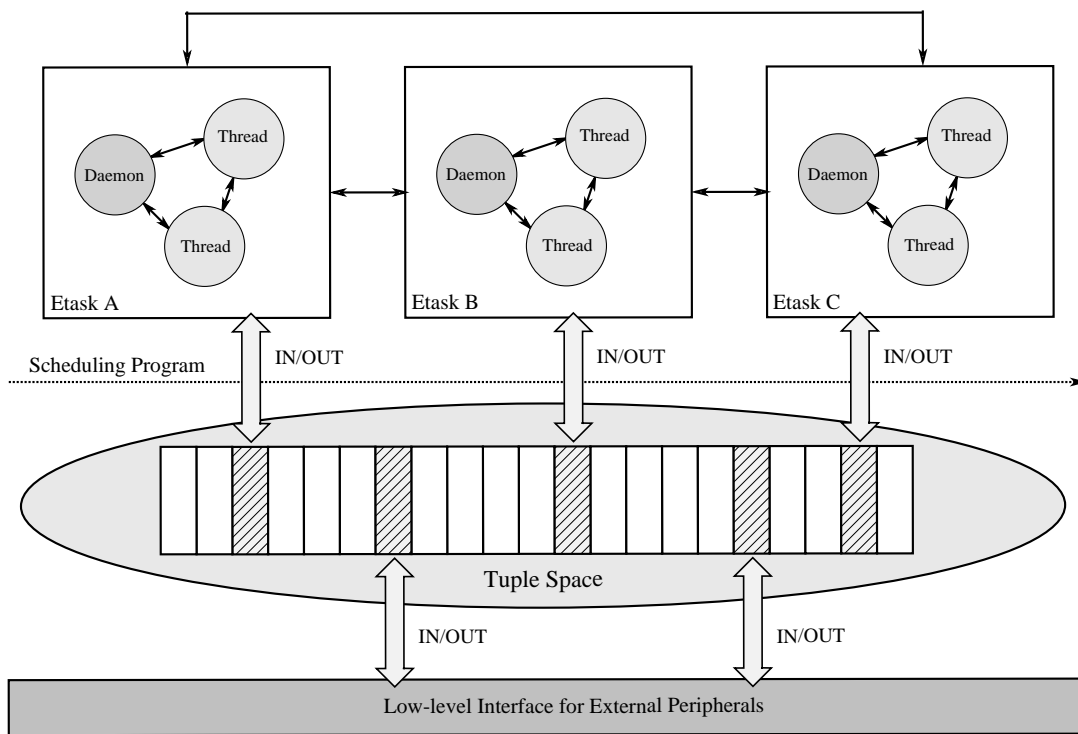 Thread
Daemon
Thread
Etask A
Thread
Daemon
Thread
Etask B
Thread
Daemon
Thread
Etask C
IN/OUT
IN/OUT
IN/OUT
Scheduling Program
Tuple Space
IN/OUT
IN/OUT
Low-level Interface for External Peripherals